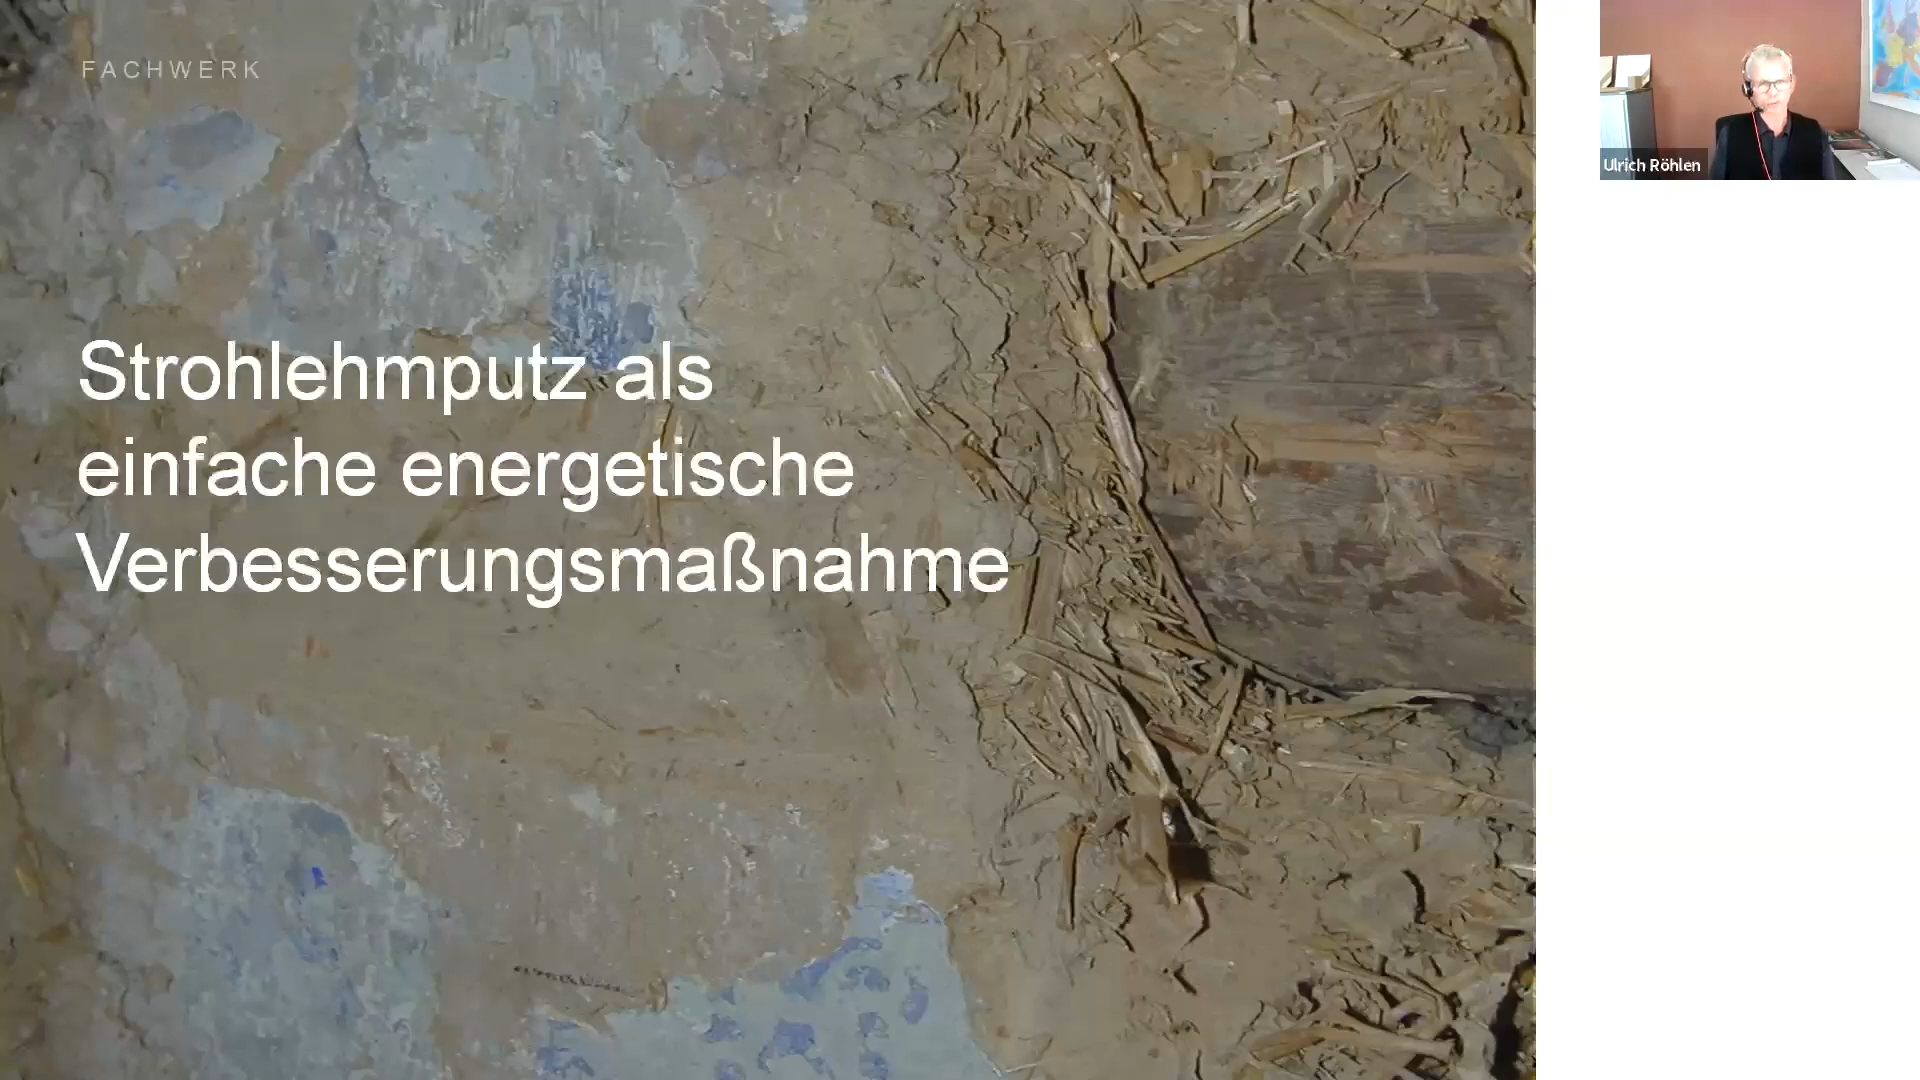 FACHWERK
Strohlehmputz als
einfache energetische
Verbesserungsmaßnahme
Ulrich Röhlen